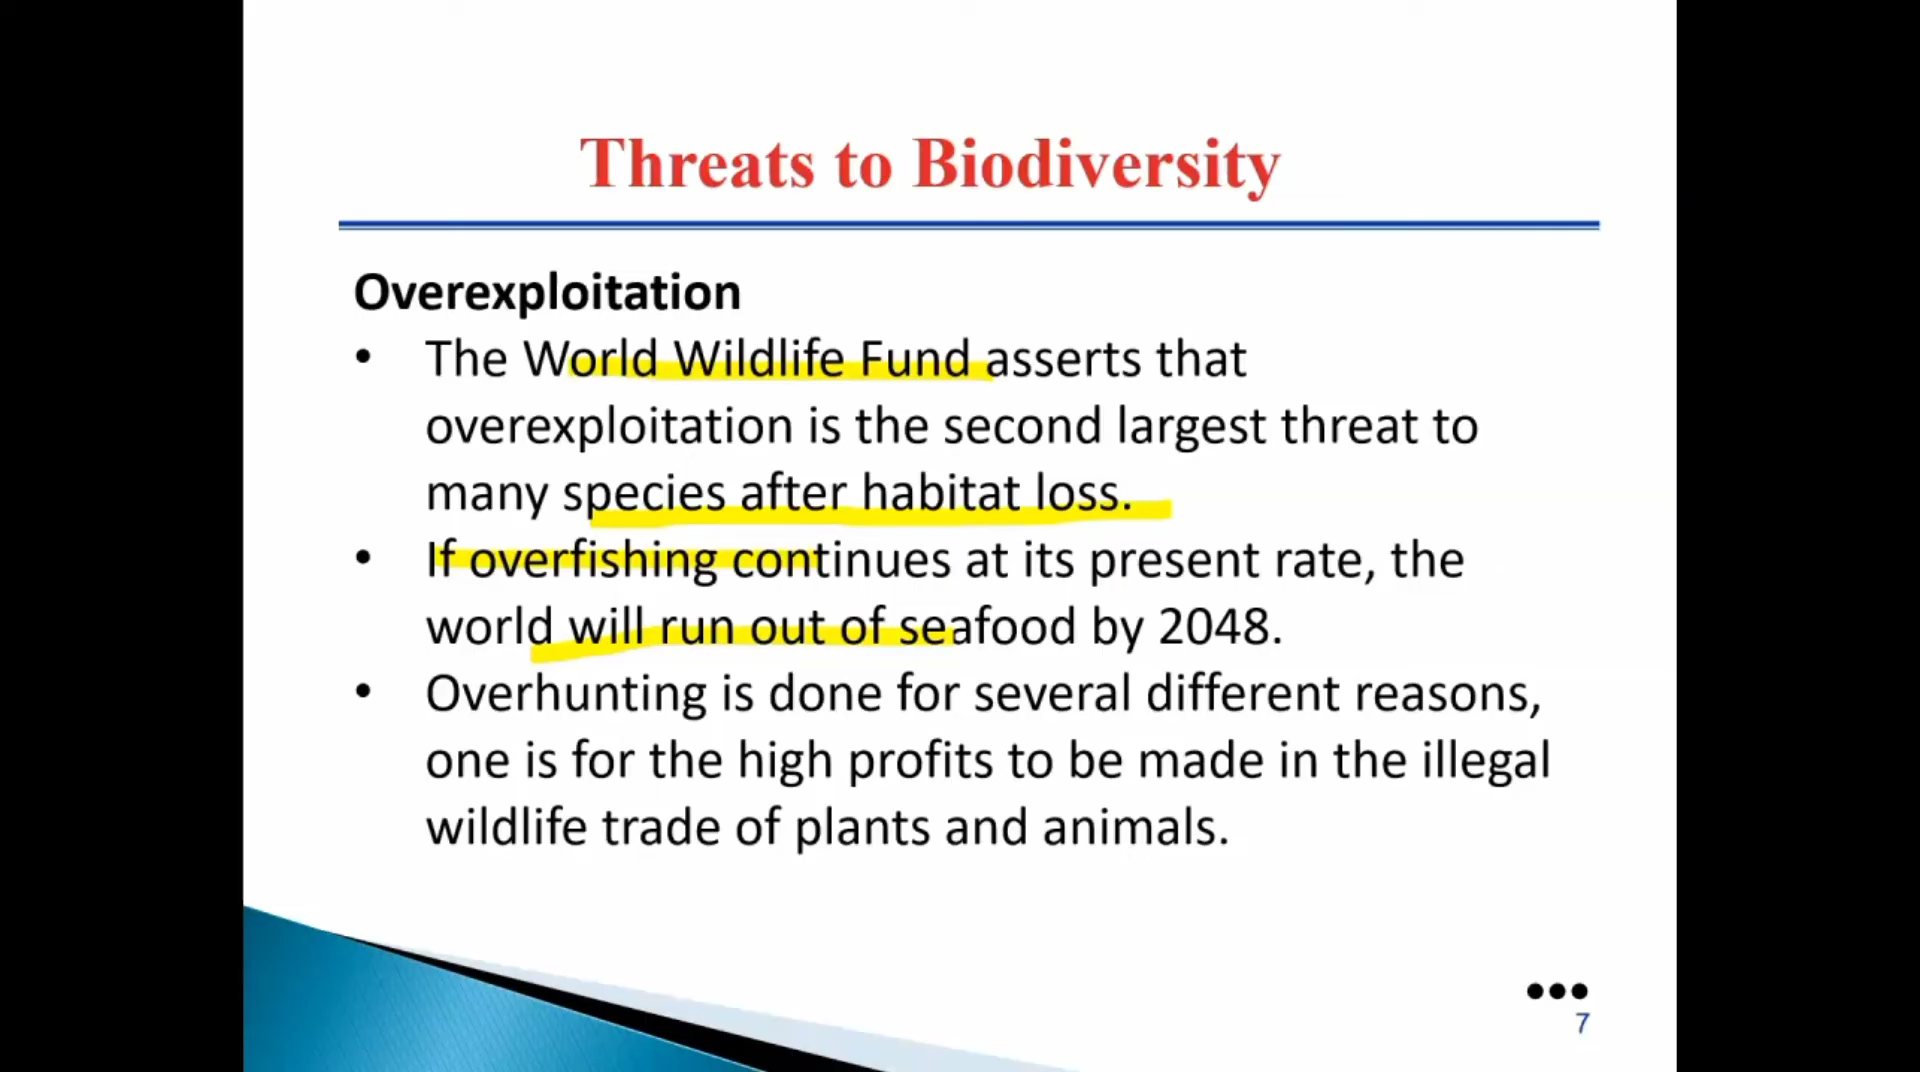 Threats to Biodiversity
Overexploitation
• The World Wildlife Fund asserts that
overexploitation is the second largest threat to
many species after habitat loss.
• If overfishing continues at its present rate, the
world will run out of seafood by 2048.
• Overhunting is done for several different reasons,
one is for the high profits to be made in the illegal
wildlife trade of plants and animals.
•••
7